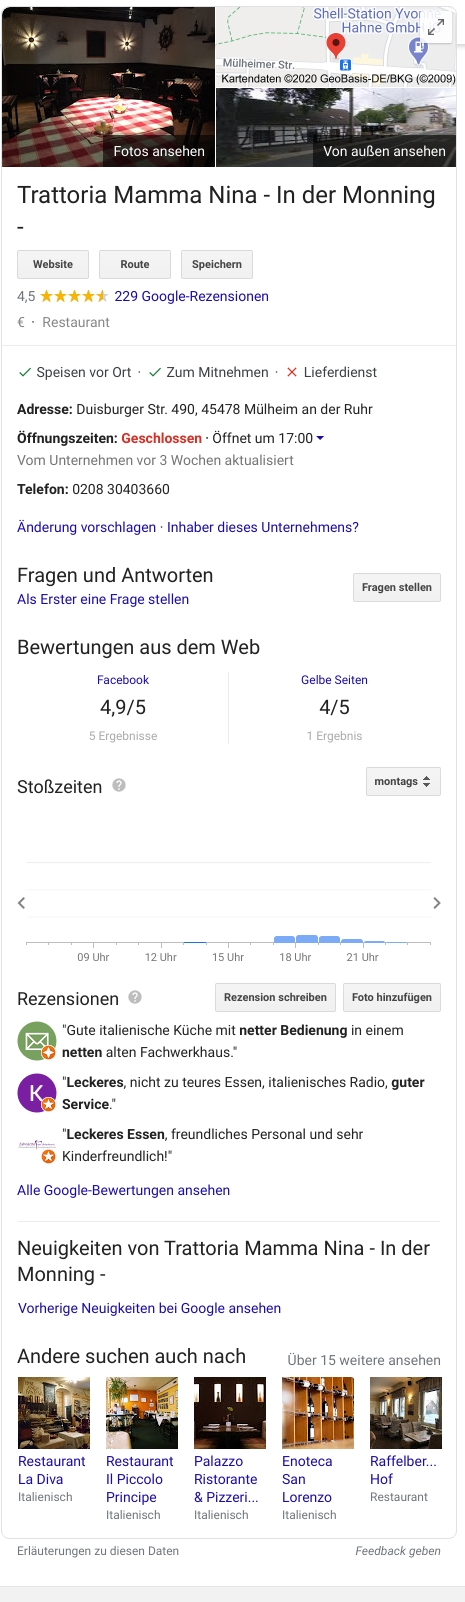 Shell-Station Yvonne
Hahne GmbH
Mülheimer Str.
Kartendaten ©2020 GeoBasis-DE/BKG (©2009)
Fotos ansehen
Von außen ansehen
Trattoria Mamma Nina - In der Monning
-
Website Route Speichern
4,5 229 Google-Rezensionen
€ · Restaurant
Speisen vor Ort · Zum Mitnehmen · Lieferdienst
Adresse: Duisburger Str. 490, 45478 Mülheim an der Ruhr
Öffnungszeiten: Geschlossen · Öffnet um 17:00
Vom Unternehmen vor 3 Wochen aktualisiert
Telefon: 0208 30403660
Änderung vorschlagen · Inhaber dieses Unternehmens?
Fragen und Antworten
Fragen stellen
Als Erster eine Frage stellen
Bewertungen aus dem Web
Facebook Gelbe Seiten
4,9/5 4/5
5 Ergebnisse 1 Ergebnis
Stoßzeiten ? montags
09 Uhr 12 Uhr 15 Uhr 18 Uhr 21 Uhr
Rezensionen ? Rezension schreiben Foto hinzufügen
"Gute italienische Küche mit netter Bedienung in einem
netten alten Fachwerkhaus."
K "Leckeres, nicht zu teures Essen, italienisches Radio, guter
Service."
"Leckeres Essen, freundliches Personal und sehr
Kinderfreundlich!"
Alle Google-Bewertungen ansehen
Neuigkeiten von Trattoria Mamma Nina - In der
Monning -
Vorherige Neuigkeiten bei Google ansehen
Andere suchen auch nach Über 15 weitere ansehen
Restaurant
La Diva
Italienisch
Restaurant
Il Piccolo
Principe
Italienisch
Palazzo
Ristorante
& Pizzeri...
Italienisch
Enoteca
San
Lorenzo
Italienisch
Raffelber...
Hof
Restaurant
Erläuterungen zu diesen Daten Feedback geben